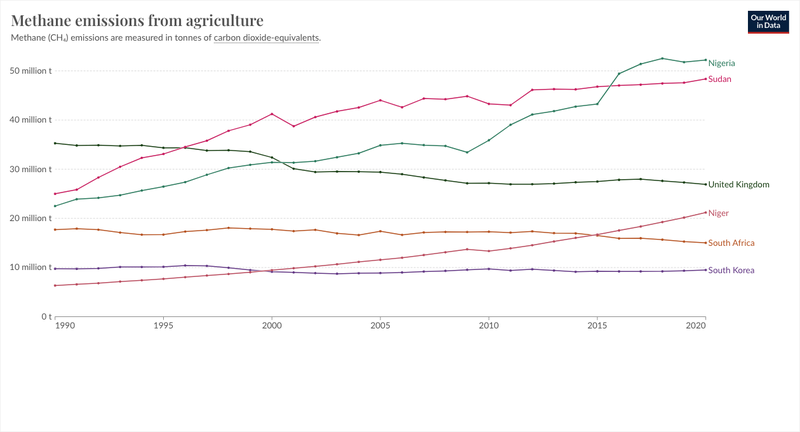 Methane emissions from agriculture
Methane (CH₄) emissions are measured in tonnes of carbon dioxide-equivalents.
Our World
in Data
50 million t
40 million t
30 million t
20 million t
10 million t
0 t
1990
1995
2000
2005
2010
2015
2020
Nigeria
Sudan
United Kingdom
Niger
South Africa
South Korea